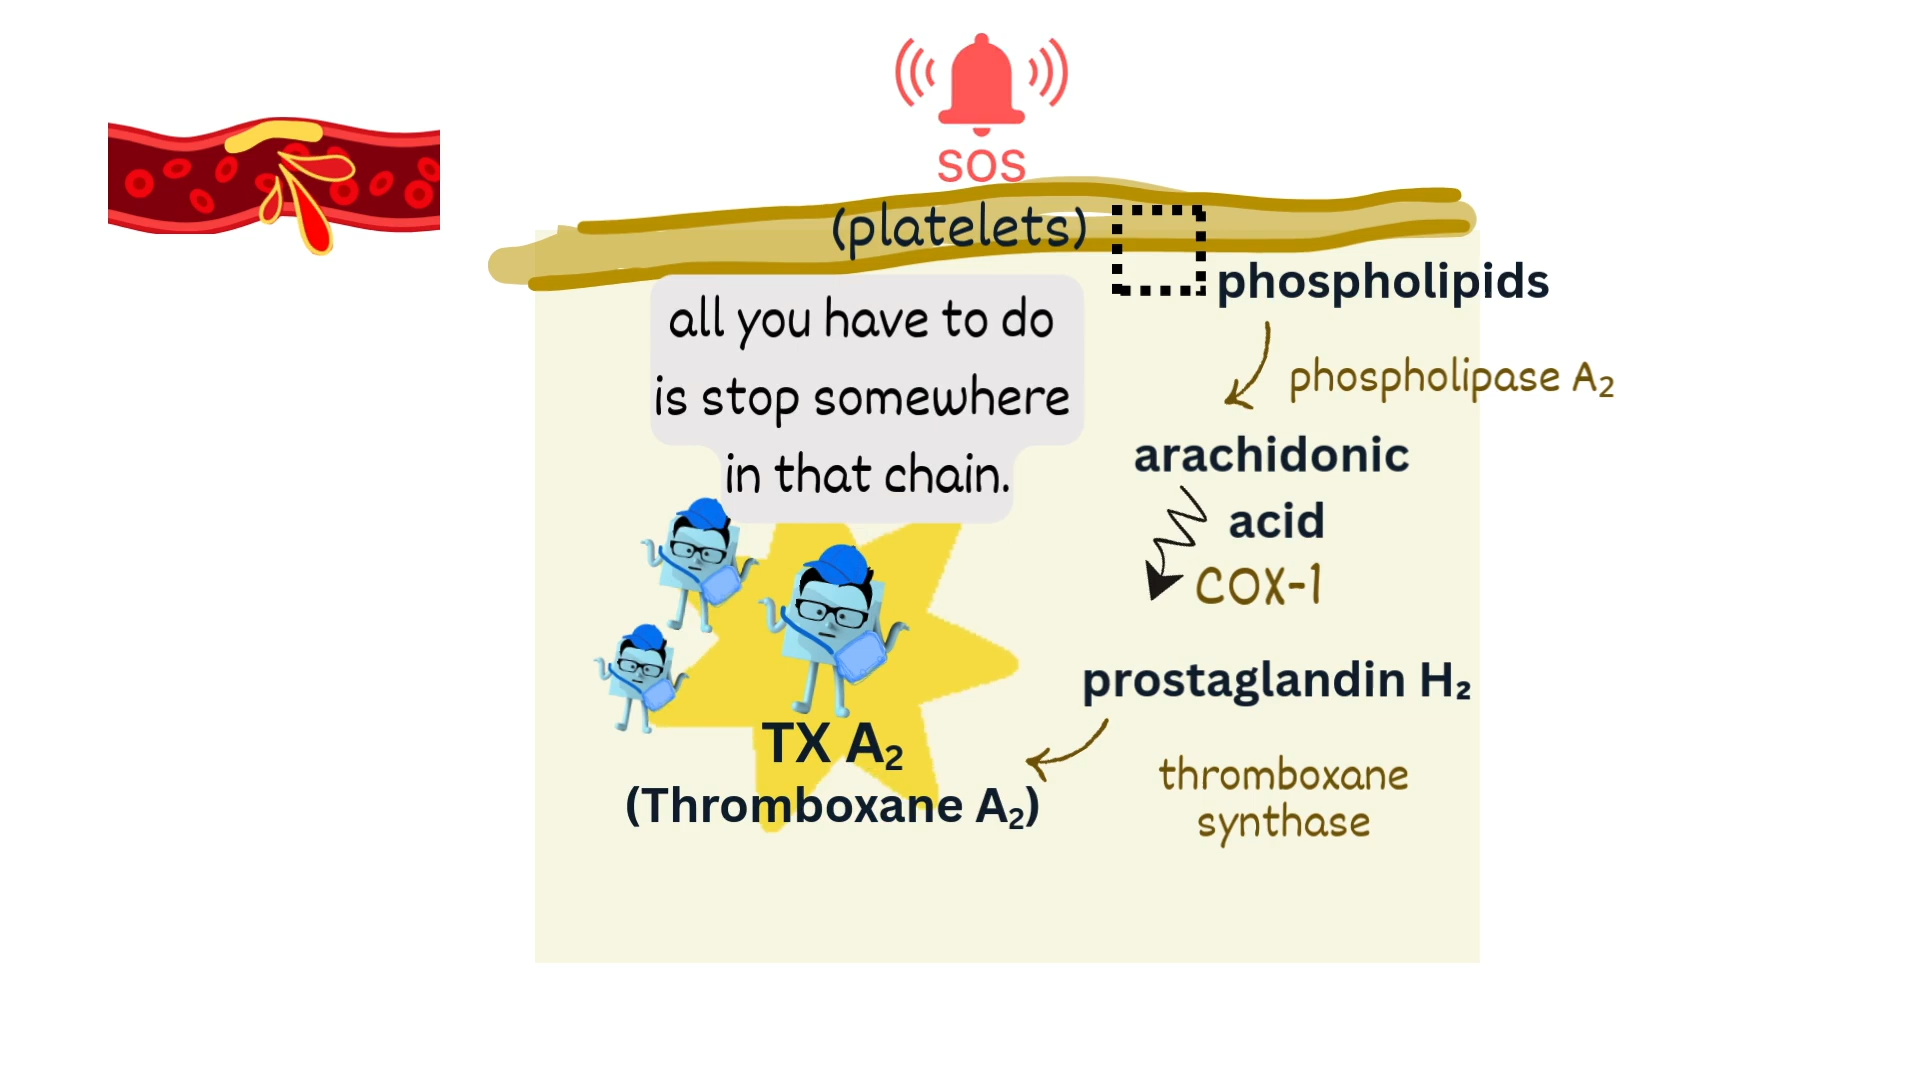 SOS
(platelets)
phospholipids
all you have to do
is stop somewhere
in that chain.
phospholipase A₂
arachidonic
acid
COX-1
prostaglandin H₂
thromboxane
synthase
TX A₂
(Thromboxane A₂)